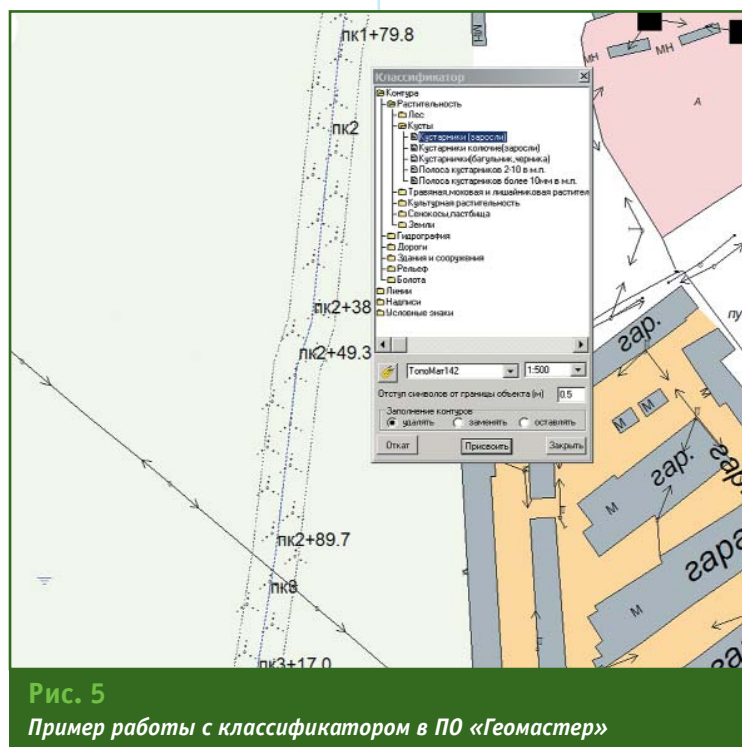 пк1+79.8
МН
МН
МН
А
пк2
Классификатор
Контура
Растительность
Лес
Кусты
Кустарники (заросли)
Кустарники колючие(заросли)
Кустарнички(багульник,черника)
Полоса кустарников 2-10 в м.п.
Полоса кустарников более 10мм в м.п.
Травяная,моховая и лишайниковая растител
Культурная растительность
Сенокосы,пастбища
Земли
Гидрография
Дороги
Здания и сооружения
Рельеф
Болота
Линии
Надписи
Условные знаки
ТопоМат142
1:500
Отступ символов от границы объекта (м) 0.5
Заполнение контуров
удалять заменять оставлять
Откат Присвоить Закрыть
пк2+38
пк2+49.3
гар.
пу
М
М
М
гар.
гар.
М
гара
М
га
пк2+89.7
пк3
пк3+17.0
Рис. 5
Пример работы с классификатором в ПО «Геомастер»